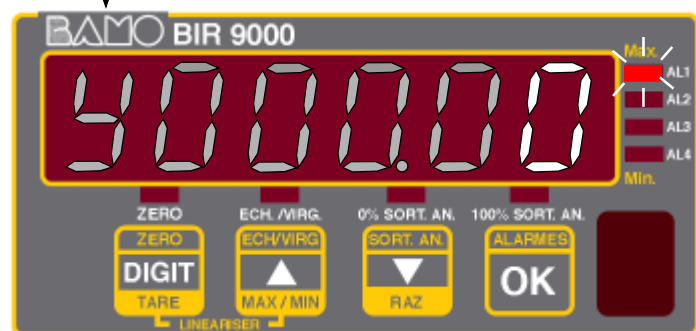 BAMO BIR 9000
Max.
y000.00
AL1
AL2
AL3
AL4
Min.
ZERO ECH./VIRG. 0% SORT. AN. 100% SORT. AN.
ZERO ECH/VIRG SORT. AN. ALARMES
DIGIT ▲ ▼ OK
TARE MAX / MIN RAZ
LINEARISER